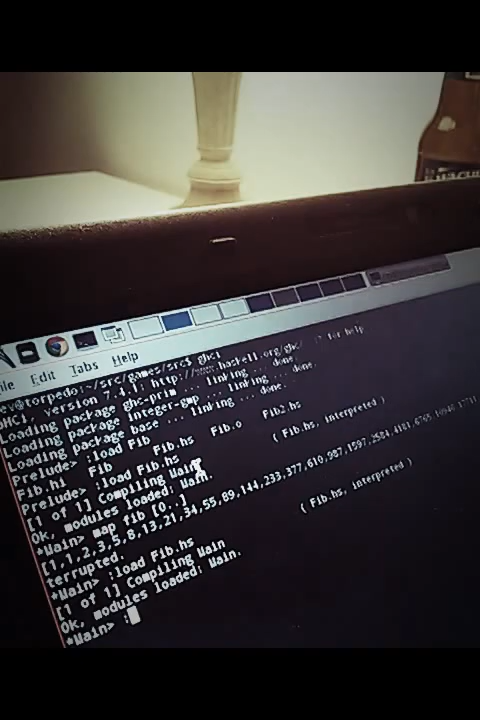 ile Edit Tabs Help
ev@torpedo:~/src/games/src$ ghci
GHCi, version 7.4.1: http://www.haskell.org/ghc/ :? for help
Loading package ghc-prim ... linking ... done.
Loading package integer-gmp ... linking ... done.
Loading package base ... linking ... done.
Prelude> :load Fib
Fib.hi Fib Fib.hs Fib.o Fib2.hs
Prelude> :load Fib.hs
[1 of 1] Compiling Main ( Fib.hs, interpreted )
Ok, modules loaded: Main.
*Main> map fib [0..]
[1,1,2,3,5,8,13,21,34,55,89,144,233,377,610,987,1597,2584,4181,6765,10946,17711
terrupted.
*Main> :load Fib.hs
[1 of 1] Compiling Main ( Fib.hs, interpreted )
Ok, modules loaded: Main.
*Main> :